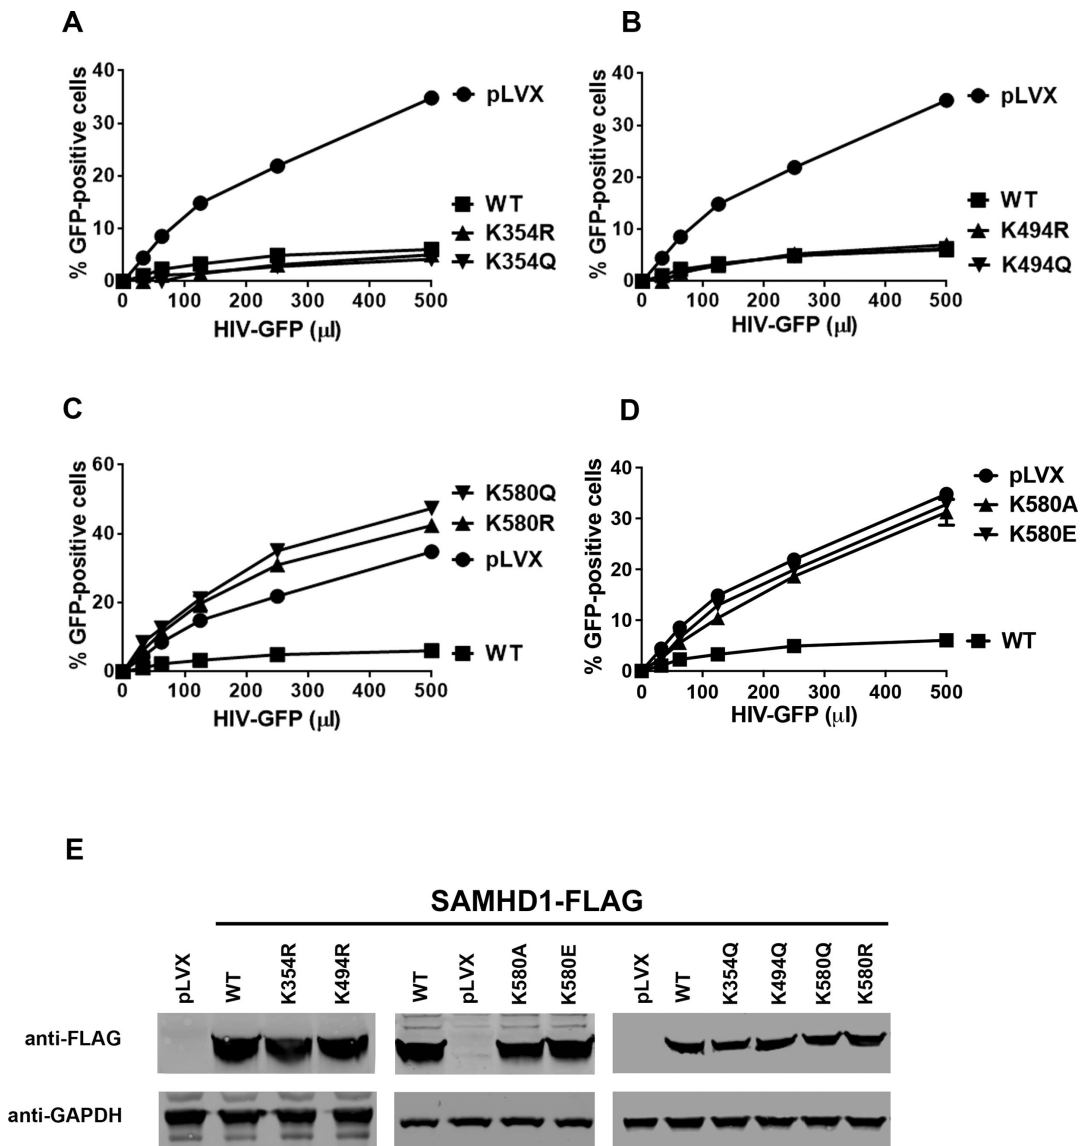 A
% GFP-positive cells
40
30
20
10
0
0 100 200 300 400 500
HIV-GFP (µl)
pLVX
WT
K354R
K354Q
B
% GFP-positive cells
40
30
20
10
0
0 100 200 300 400 500
HIV-GFP (µl)
pLVX
WT
K494R
K494Q
C
% GFP-positive cells
60
40
20
0
0 100 200 300 400 500
HIV-GFP (µl)
K580Q
K580R
pLVX
WT
D
% GFP-positive cells
40
30
20
10
0
0 100 200 300 400 500
HIV-GFP (µl)
pLVX
K580A
K580E
WT
E
SAMHD1-FLAG
pLVX WT K354R K494R WT pLVX K580A K580E pLVX WT K354Q K494Q K580Q K580R
anti-FLAG
anti-GAPDH